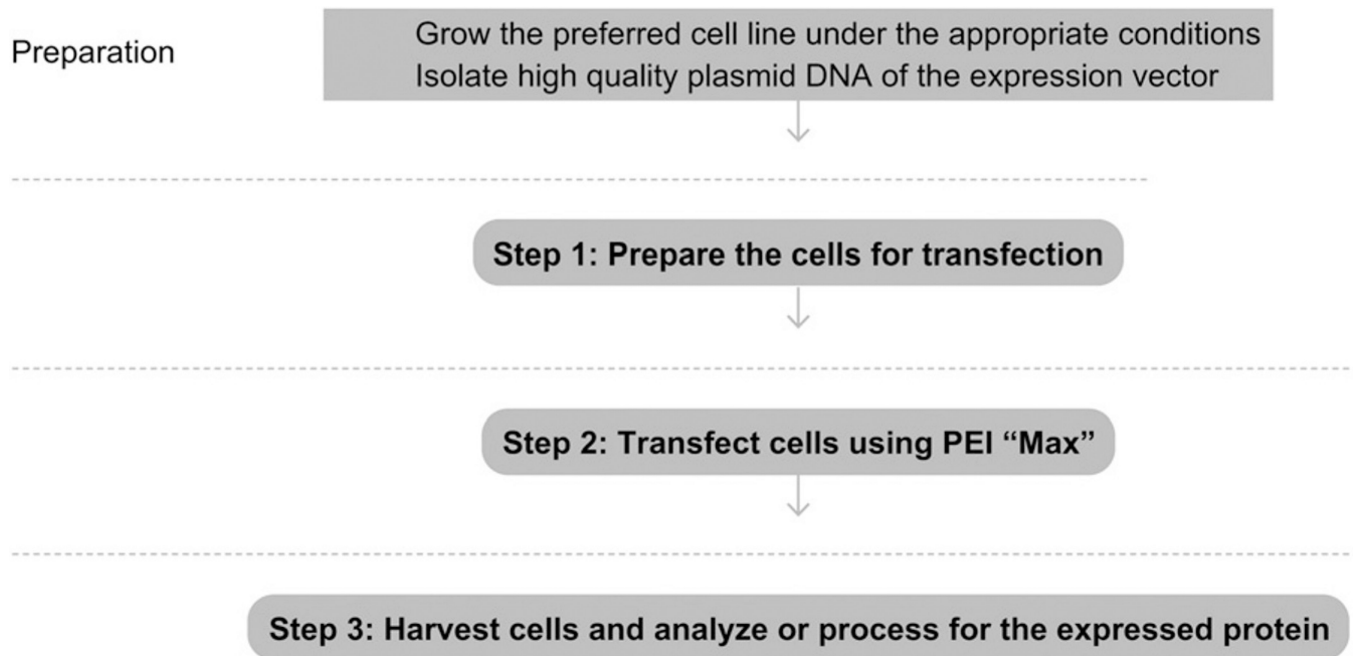 Preparation
Grow the preferred cell line under the appropriate conditions
Isolate high quality plasmid DNA of the expression vector
Step 1: Prepare the cells for transfection
Step 2: Transfect cells using PEI “Max”
Step 3: Harvest cells and analyze or process for the expressed protein